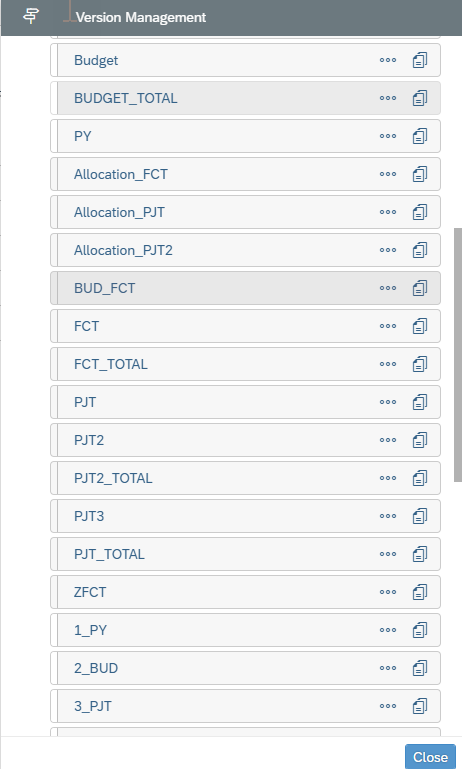 Version Management
Budget
BUDGET_TOTAL
PY
Allocation_FCT
Allocation_PJT
Allocation_PJT2
BUD_FCT
FCT
FCT_TOTAL
PJT
PJT2
PJT2_TOTAL
PJT3
PJT_TOTAL
ZFCT
1_PY
2_BUD
3_PJT
Close